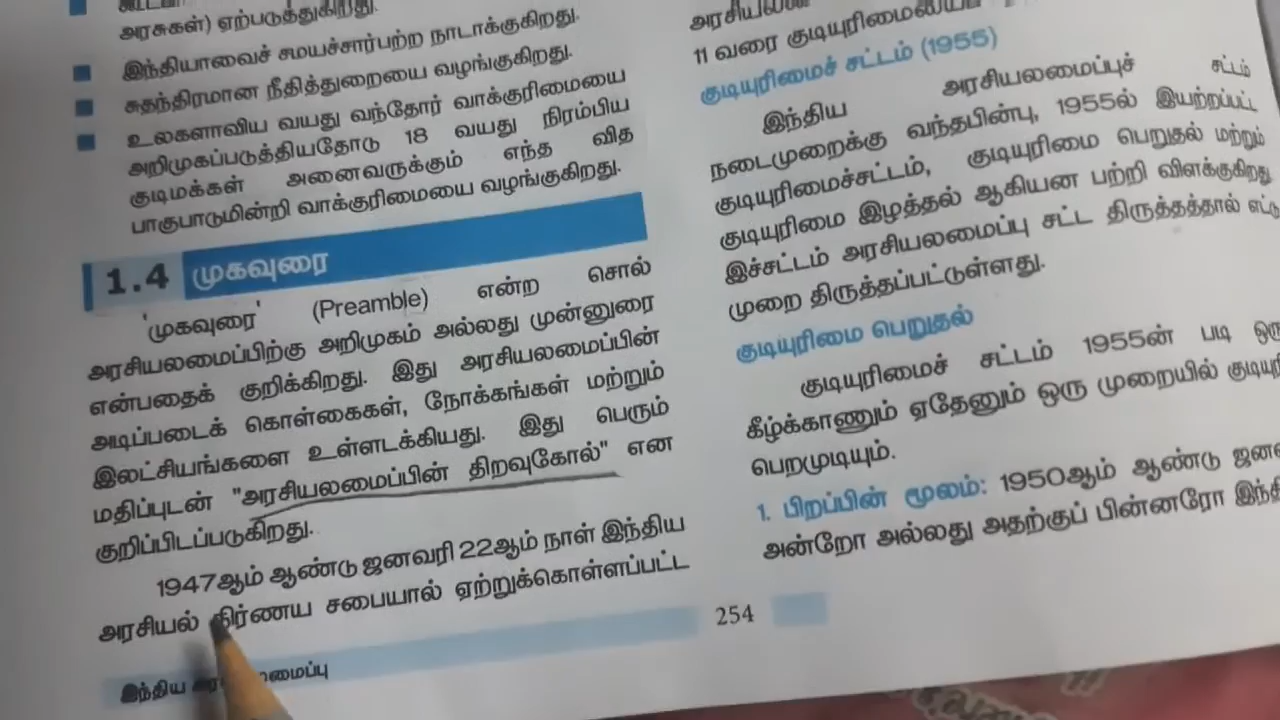 அரசுகள்) ஏற்படுத்துகிறது.
இந்தியாவைச் சமயச்சார்பற்ற நாடாக்குகிறது.
சுதந்திரமான நீதித்துறையை வழங்குகிறது.
உலகளாவிய வயது வந்தோர் வாக்குரிமையை
அறிமுகப்படுத்தியதோடு 18 வயது நிரம்பிய
குடிமக்கள் அனைவருக்கும் எந்த வித
பாகுபாடுமின்றி வாக்குரிமையை வழங்குகிறது.
1.4 முகவுரை
'முகவுரை' (Preamble) என்ற சொல்
அரசியலமைப்பிற்கு அறிமுகம் அல்லது முன்னுரை
என்பதைக் குறிக்கிறது. இது அரசியலமைப்பின்
அடிப்படைக் கொள்கைகள், நோக்கங்கள் மற்றும்
இலட்சியங்களை உள்ளடக்கியது. இது பெரும்
மதிப்புடன் "அரசியலமைப்பின் திறவுகோல்" என
குறிப்பிடப்படுகிறது.
1947ஆம் ஆண்டு ஜனவரி 22ஆம் நாள் இந்திய
அரசியல் நிர்ணய சபையால் ஏற்றுக்கொள்ளப்பட்ட
இந்திய
254
11 வரை
குடியுரிமைச் சட்டம் (1955)
இந்திய அரசியலமைப்புச் சட்டம்
நடைமுறைக்கு வந்தபின்பு, 1955ல் இயற்றப்பட்
குடியுரிமைச்சட்டம், குடியுரிமை பெறுதல் மற்றும்
குடியுரிமை இழத்தல் ஆகியன பற்றி விளக்குகிறது
இச்சட்டம் அரசியலமைப்பு சட்ட திருத்தத்தால் எட்டு
முறை திருத்தப்பட்டுள்ளது.
குடியுரிமை பெறுதல்
குடியுரிமைச் சட்டம் 1955ன் படி ஒரு
கீழ்க்காணும் ஏதேனும் ஒரு முறையில்
பெறமுடியும்.
1. பிறப்பின் மூலம்: 1950ஆம் ஆண்டு
அன்றோ அல்லது அதற்குப் பின்னரோ